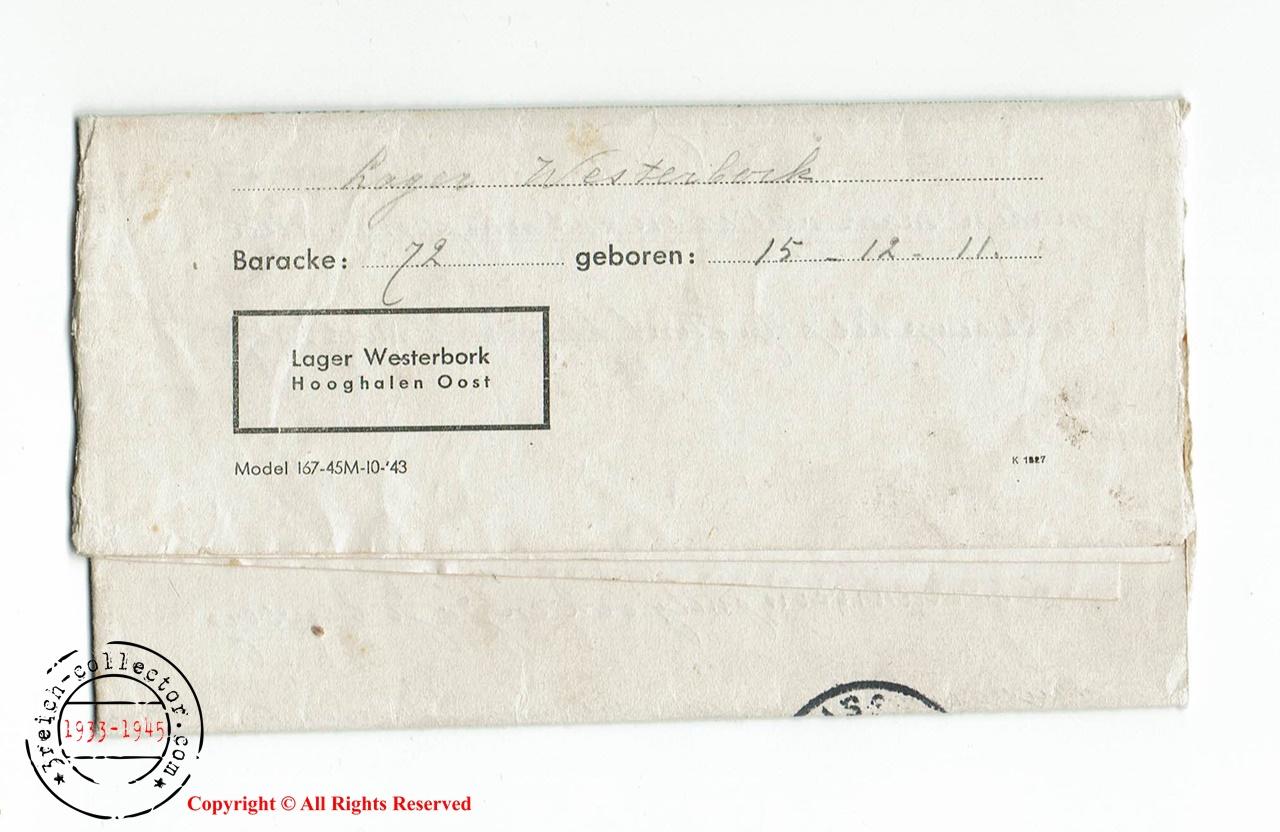 Lager Westerbork
Baracke: 72 geboren: 15 - 12 - 11.
Lager Westerbork
Hooghalen Oost
Model 167-45M-10-'43
K 1827
ASS
3reich-collector.com
1933-1945
Copyright © All Rights Reserved